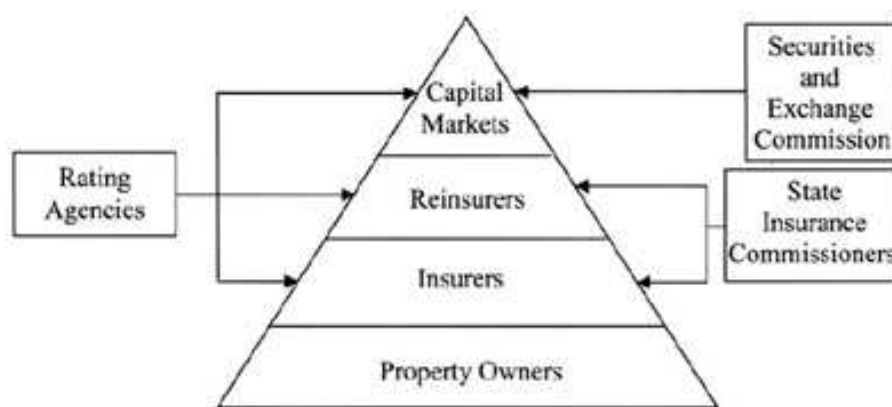 Securities
and
Exchange
Commission
Capital
Markets
Rating
Agencies
Reinsurers
State
Insurance
Commissioners
Insurers
Property Owners